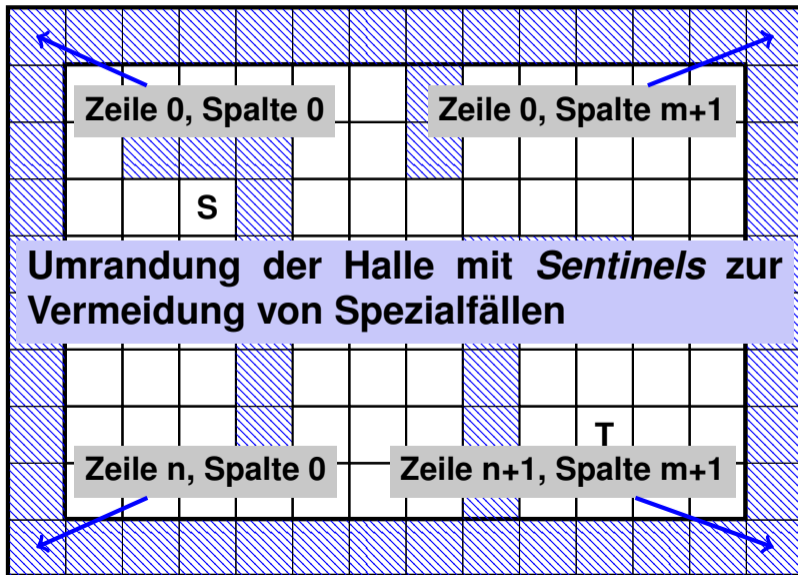 Zeile 0, Spalte 0
Zeile 0, Spalte m+1
S
Umrandung der Halle mit Sentinels zur
Vermeidung von Spezialfällen
T
Zeile n, Spalte 0
Zeile n+1, Spalte m+1